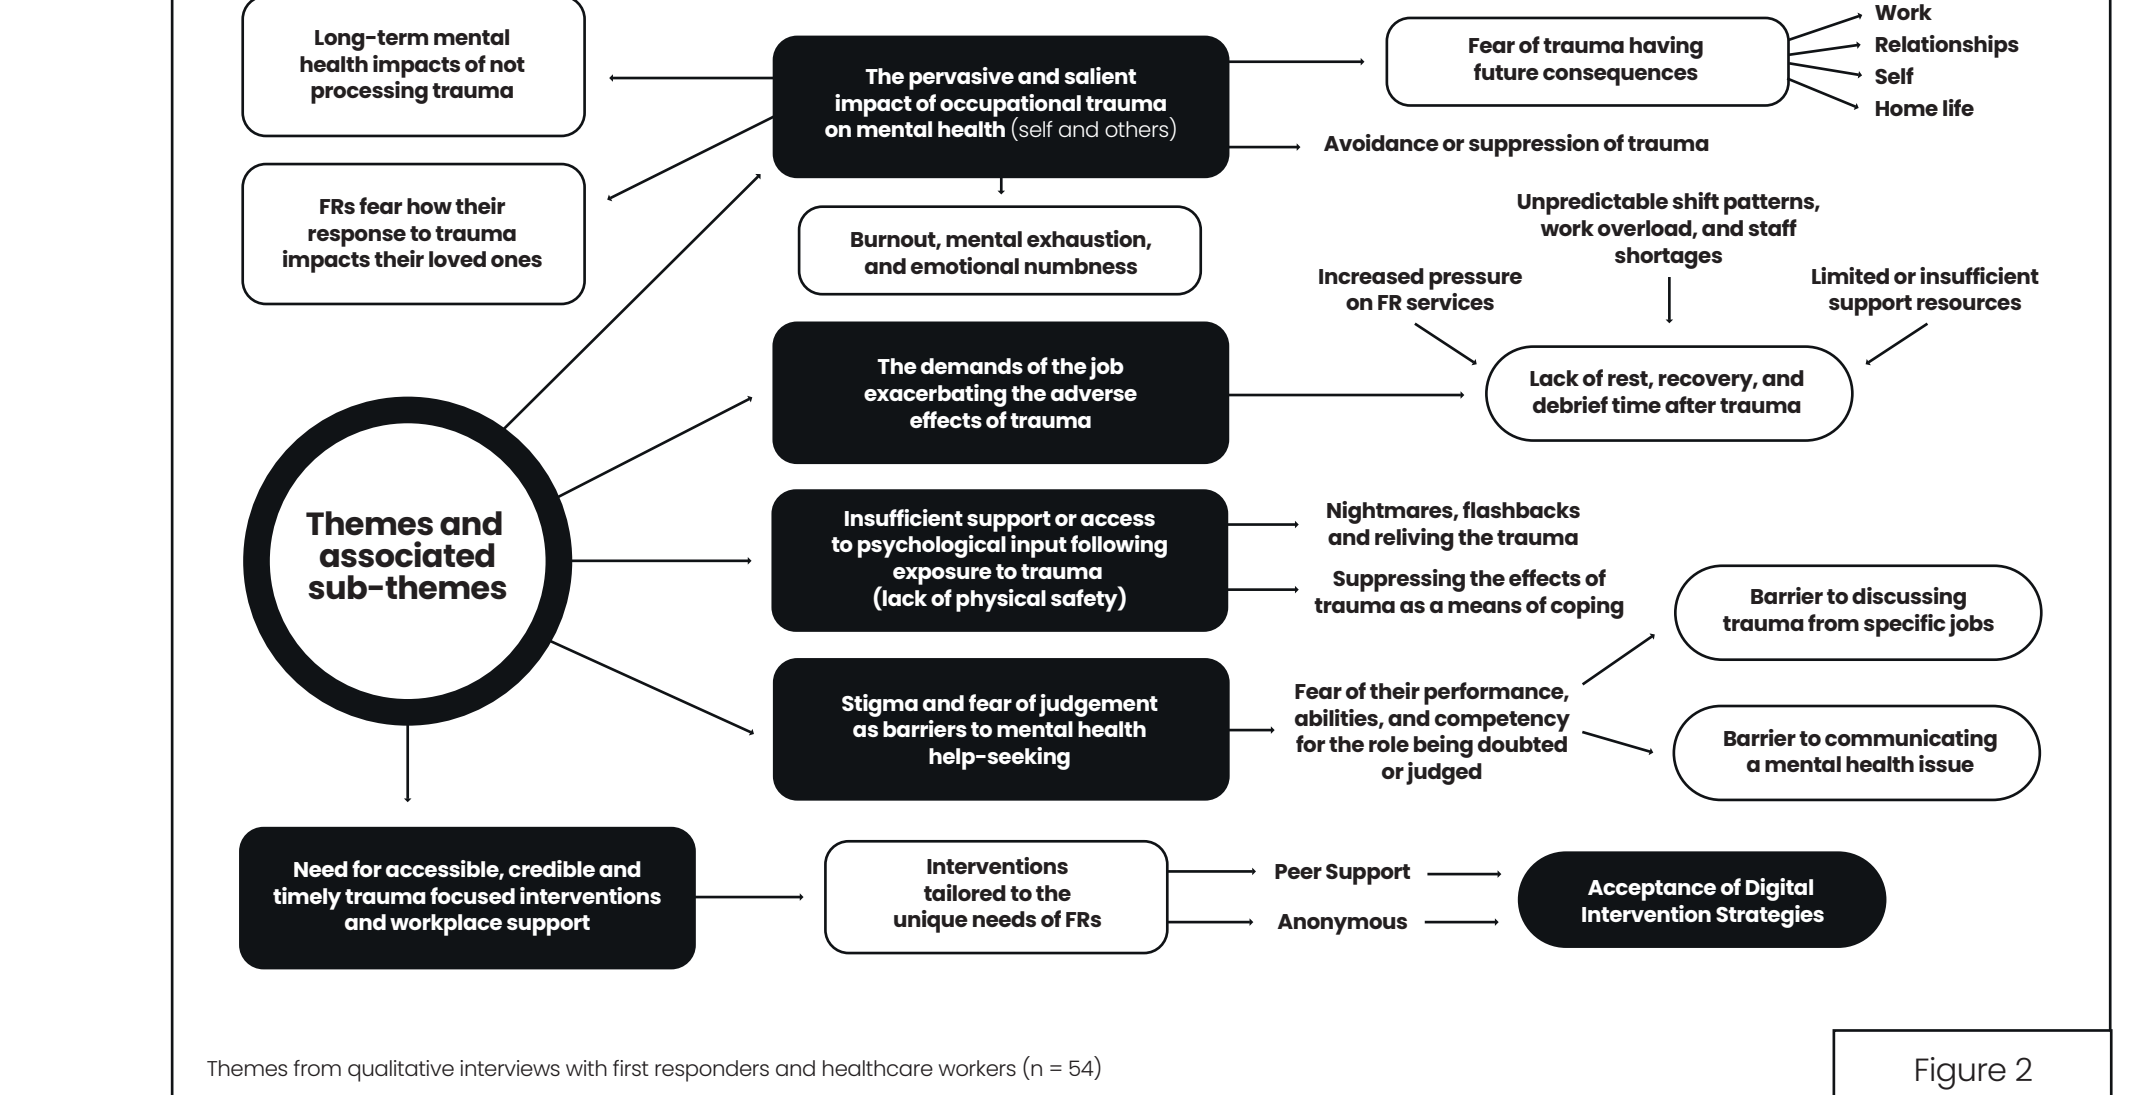 Long-term mental
health impacts of not
processing trauma
The pervasive and salient
impact of occupational trauma
on mental health (self and others)
Fear of trauma having
future consequences
Work
Relationships
Self
Home life
Avoidance or suppression of trauma
FRs fear how their
response to trauma
impacts their loved ones
Burnout, mental exhaustion,
and emotional numbness
Unpredictable shift patterns,
work overload, and staff
shortages
Increased pressure
on FR services
Limited or insufficient
support resources
The demands of the job
exacerbating the adverse
effects of trauma
Lack of rest, recovery, and
debrief time after trauma
Themes and
associated
sub-themes
Insufficient support or access
to psychological input following
exposure to trauma
(lack of physical safety)
Nightmares, flashbacks
and reliving the trauma
Suppressing the effects of
trauma as a means of coping
Barrier to discussing
trauma from specific jobs
Stigma and fear of judgement
as barriers to mental health
help-seeking
Fear of their performance,
abilities, and competency
for the role being doubted
or judged
Barrier to communicating
a mental health issue
Need for accessible, credible and
timely trauma focused interventions
and workplace support
Interventions
tailored to the
unique needs of FRs
Peer Support
Anonymous
Acceptance of Digital
Intervention Strategies
Themes from qualitative interviews with first responders and healthcare workers (n = 54)
Figure 2